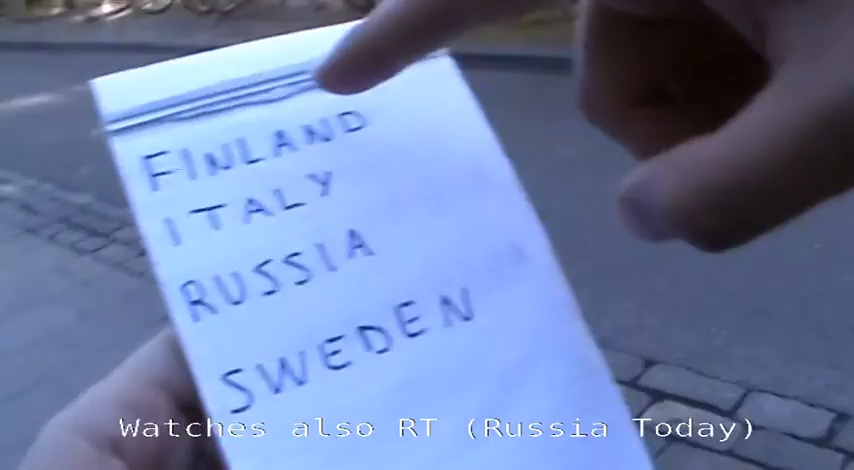 FINLAND
ITALY
RUSSIA
SWEDEN
Watches also RT (Russia Today)